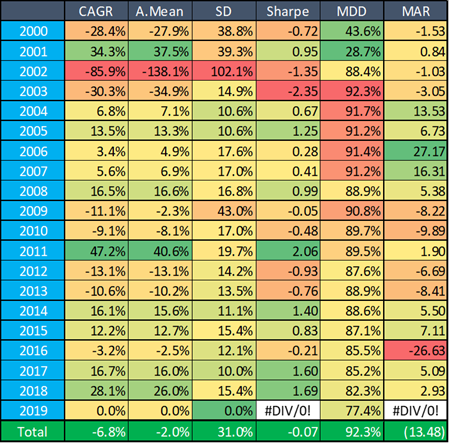 CAGR A.Mean SD Sharpe MDD MAR
2000 -28.4% -27.9% 38.8% -0.72 43.6% -1.53
2001 34.3% 37.5% 39.3% 0.95 28.7% 0.84
2002 -85.9% -138.1% 102.1% -1.35 88.4% -1.03
2003 -30.3% -34.9% 14.9% -2.35 92.3% -3.05
2004 6.8% 7.1% 10.6% 0.67 91.7% 13.53
2005 13.5% 13.3% 10.6% 1.25 91.2% 6.73
2006 3.4% 4.9% 17.6% 0.28 91.4% 27.17
2007 5.6% 6.9% 17.0% 0.41 91.2% 16.31
2008 16.5% 16.6% 16.8% 0.99 88.9% 5.38
2009 -11.1% -2.3% 43.0% -0.05 90.8% -8.22
2010 -9.1% -8.1% 17.0% -0.48 89.7% -9.89
2011 47.2% 40.6% 19.7% 2.06 89.5% 1.90
2012 -13.1% -13.1% 14.2% -0.93 87.6% -6.69
2013 -10.6% -10.2% 13.5% -0.76 88.9% -8.41
2014 16.1% 15.6% 11.1% 1.40 88.6% 5.50
2015 12.2% 12.7% 15.4% 0.83 87.1% 7.11
2016 -3.2% -2.5% 12.1% -0.21 85.5% -26.63
2017 16.7% 16.0% 10.0% 1.60 85.2% 5.09
2018 28.1% 26.0% 15.4% 1.69 82.3% 2.93
2019 0.0% 0.0% 0.0% #DIV/0! 77.4% #DIV/0!
Total -6.8% -2.0% 31.0% -0.07 92.3% (13.48)